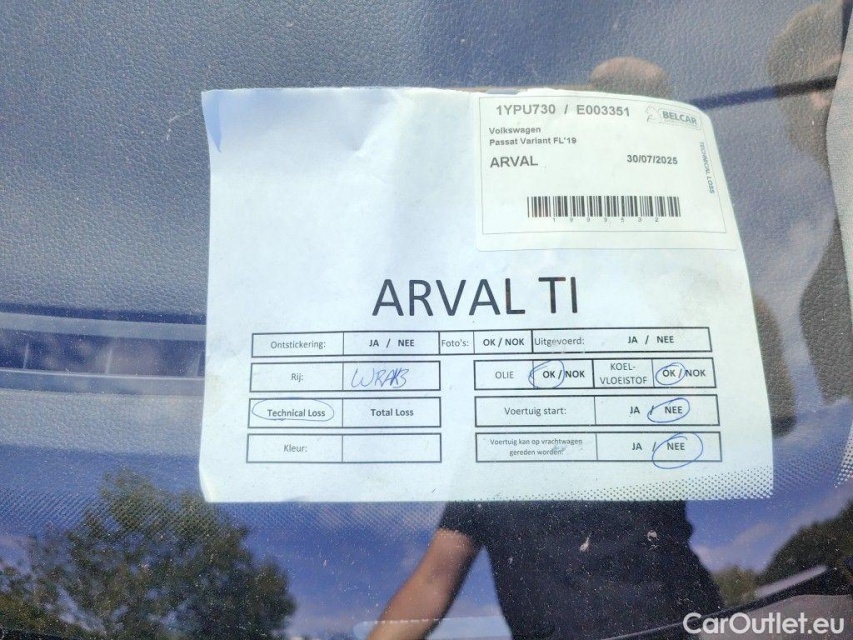 1YPU730 / E003351
BELCAR
Volkswagen
Passat Variant FL'19
ARVAL
30/07/2025
TECHNICAL LOSS
ARVAL TI
Ontstickering: JA / NEE Foto's: OK / NOK Uitgevoerd: JA / NEE
Rij: OLIE OK / NOK KOEL-
VLOEISTOF OK / NOK
Technical Loss Total Loss Voertuig start: JA / NEE
Kleur: Voertuig kan op vrachtwagen
gereden worden: JA / NEE
CarOutlet.eu